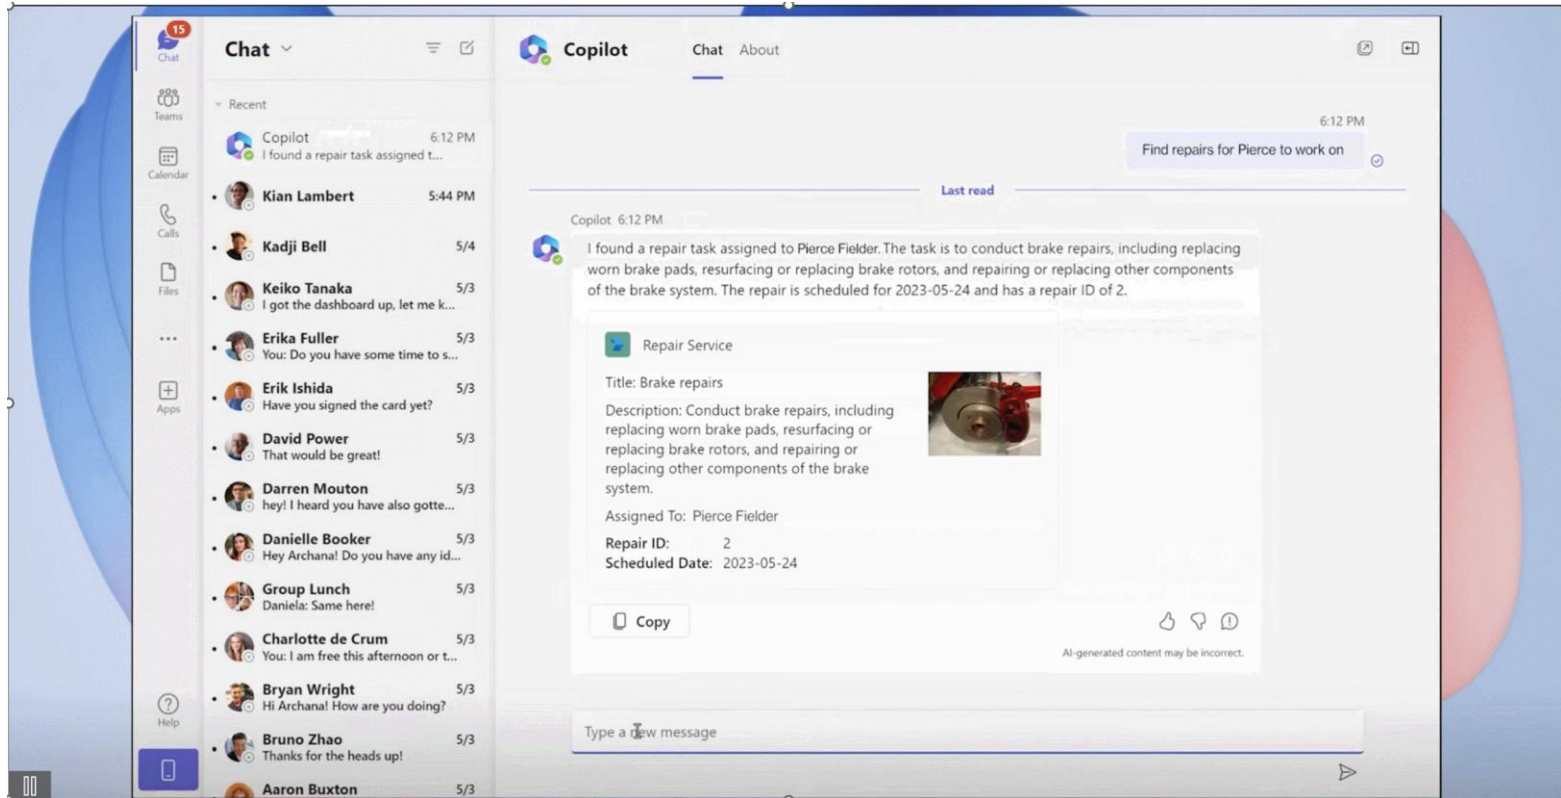 15
Chat
Teams
Calendar
Calls
Files
Apps
Help
Chat
Recent
Copilot 6:12 PM
I found a repair task assigned t...
Kian Lambert 5:44 PM
Kadji Bell 5/4
Keiko Tanaka 5/3
I got the dashboard up, let me k...
Erika Fuller 5/3
You: Do you have some time to s...
Erik Ishida 5/3
Have you signed the card yet?
David Power 5/3
That would be great!
Darren Mouton 5/3
hey! I heard you have also gotte...
Danielle Booker 5/3
Hey Archana! Do you have any id...
Group Lunch 5/3
Daniela: Same here!
Charlotte de Crum 5/3
You: I am free this afternoon or t...
Bryan Wright 5/3
Hi Archana! How are you doing?
Bruno Zhao 5/3
Thanks for the heads up!
Aaron Buxton 5/3
Copilot Chat About
6:12 PM
Find repairs for Pierce to work on
Last read
Copilot 6:12 PM
I found a repair task assigned to Pierce Fielder. The task is to conduct brake repairs, including replacing
worn brake pads, resurfacing or replacing brake rotors, and repairing or replacing other components
of the brake system. The repair is scheduled for 2023-05-24 and has a repair ID of 2.
Repair Service
Title: Brake repairs
Description: Conduct brake repairs, including
replacing worn brake pads, resurfacing or
replacing brake rotors, and repairing or
replacing other components of the brake
system.
Assigned To: Pierce Fielder
Repair ID: 2
Scheduled Date: 2023-05-24
Copy
AI-generated content may be incorrect.
Type a new message